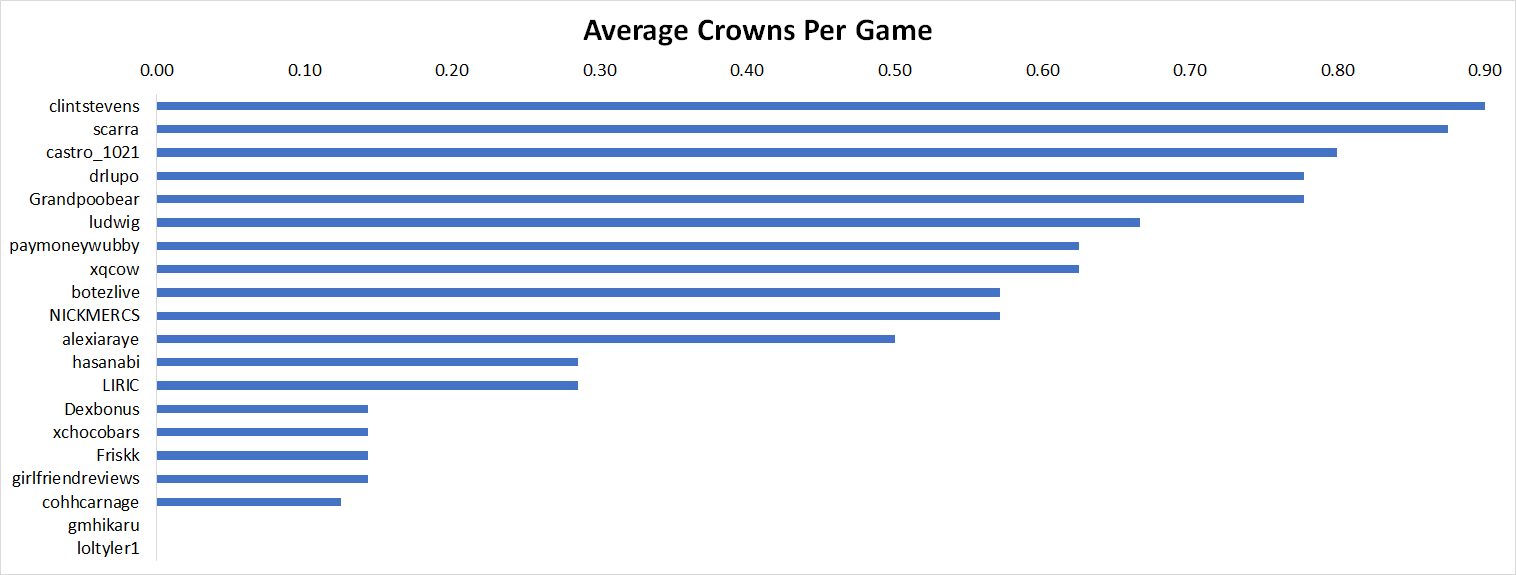 Average Crowns Per Game
0.00 0.10 0.20 0.30 0.40 0.50 0.60 0.70 0.80 0.90
clintstevens
scarra
castro_1021
drlupo
Grandpoobear
ludwig
paymoneywubby
xqcow
botezlive
NICKMERCS
alexiaraye
hasanabi
LIRIC
Dexbonus
xchocobars
Friskk
girlfriendreviews
cohhcarnage
gmhikaru
loltyler1